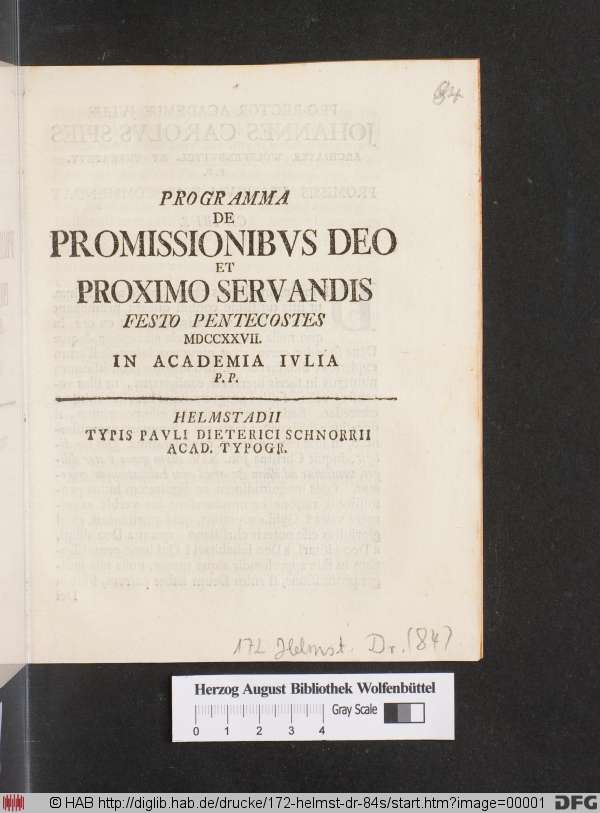 84
PROGRAMMA
DE
PROMISSIONIBVS DEO
ET
PROXIMO SERVANDIS
FESTO PENTECOSTES
MDCCXXVII.
IN ACADEMIA IVLIA
P. P.
HELMSTADII
TYPIS PAVLI DIETERICI SCHNORRII
ACAD. TYPOGR.
172 Helmst. Dr. (84)
Herzog August Bibliothek Wolfenbüttel
Gray Scale
0 1 2 3 4
© HAB http://diglib.hab.de/drucke/172-helmst-dr-84s/start.htm?image=00001
DFG